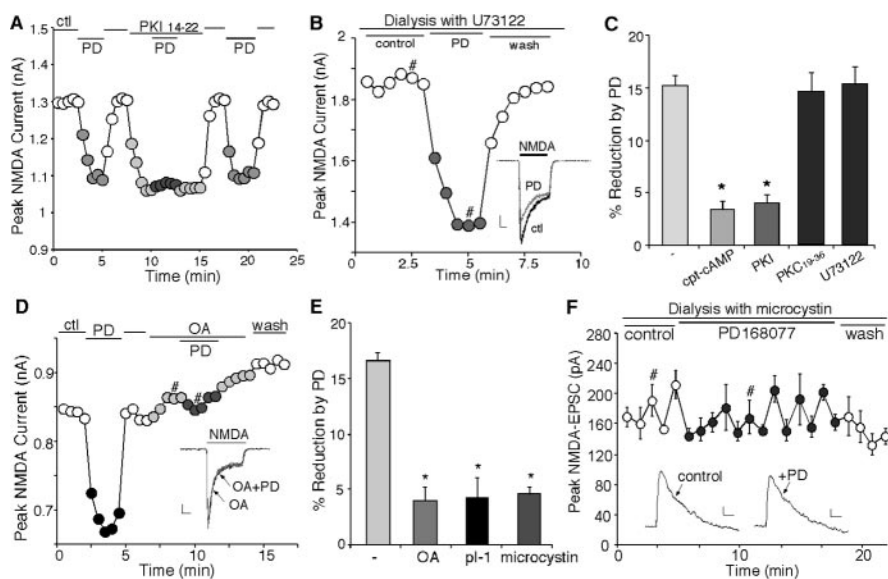 A
ctl PKI 14-22
PD PD PD
Peak NMDA Current (nA)
1.5
1.4
1.3
1.2
1.1
1
0.9
0 5 10 15 20 25
Time (min)
B
Dialysis with U73122
control PD wash
#
#
Peak NMDA Current (nA)
2
1.8
1.6
1.4
NMDA
PD
ctl
0 2.5 5 7.5 10
Time (min)
C
% Reduction by PD
20
15
10
5
0
* *
- cpt-cAMP PKI PKC19-36 U73122
D
ctl PD OA wash
PD
Peak NMDA Current (nA)
0.9
0.8
0.7
# #
NMDA
OA+PD
OA
0 5 10 15
Time (min)
E
% Reduction by PD
20
15
10
5
0
* * *
- OA pI-1 microcystin
F
Dialysis with microcystin
control PD168077 wash
Peak NMDA-EPSC (pA)
280
240
200
160
120
80
40
0
# #
control
+PD
0 10 20
Time (min)